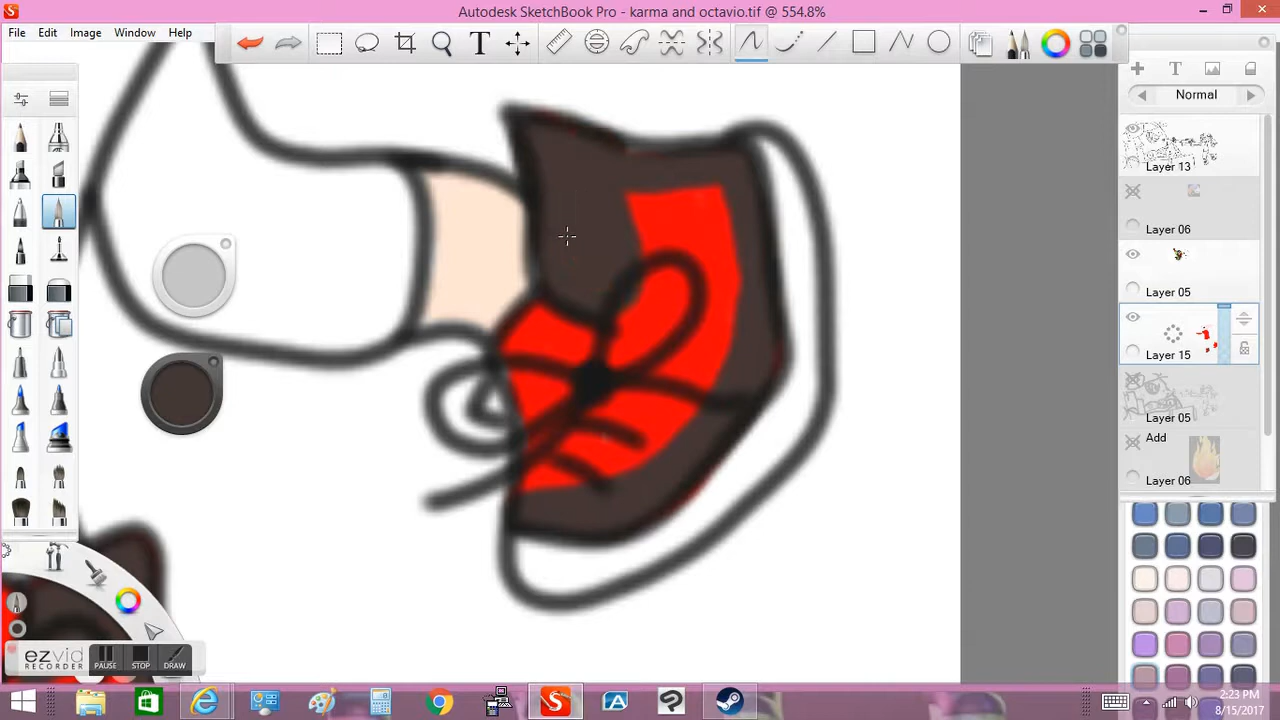 Autodesk SketchBook Pro - karma and octavio.tif @ 554.8%
File Edit Image Window Help
T
T
Normal
Layer 13
Layer 06
Layer 05
Layer 15
Layer 05
Add
Layer 06
ezvid
RECORDER
PAUSE
STOP
DRAW
2:23 PM
8/15/2017